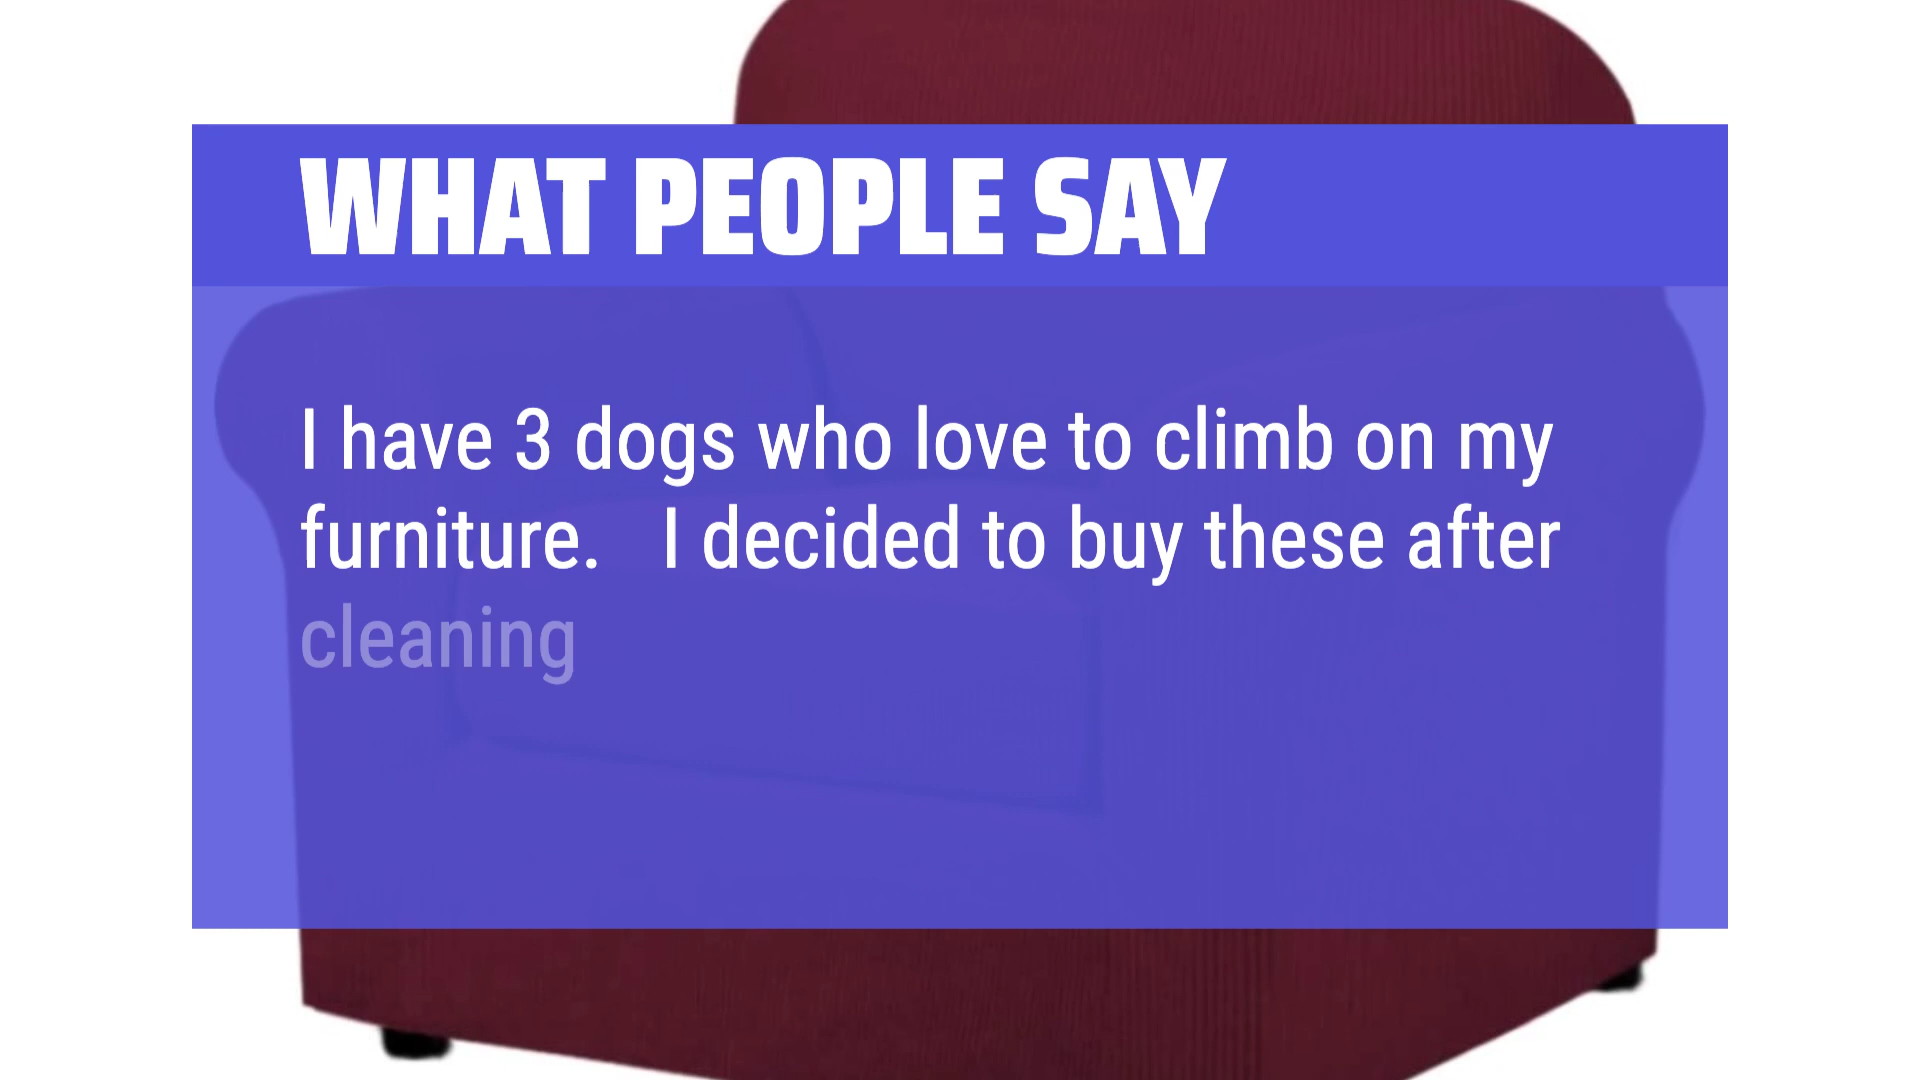 WHAT PEOPLE SAY
I have 3 dogs who love to climb on my
furniture.   I decided to buy these after
cleaning